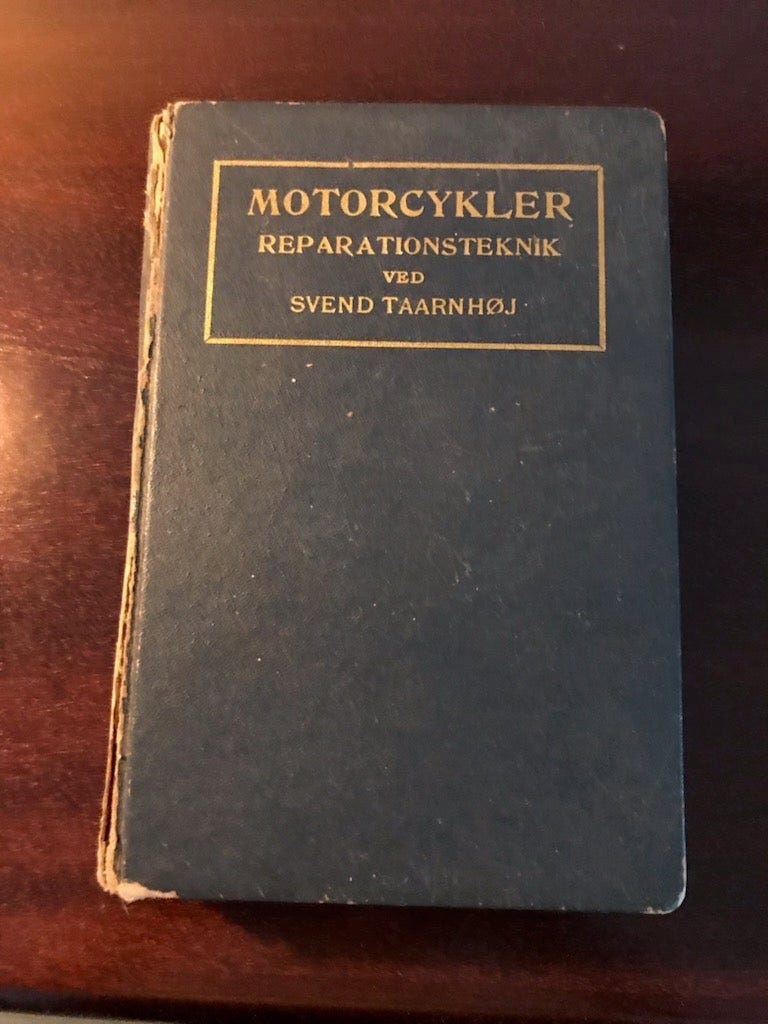 MOTORCYKLER
REPARATIONSTEKNIK
VED
SVEND TAARNHØJ